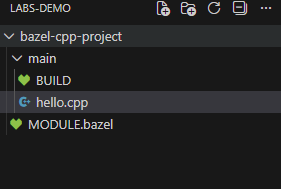 LABS-DEMO
bazel-cpp-project
main
BUILD
hello.cpp
MODULE.bazel